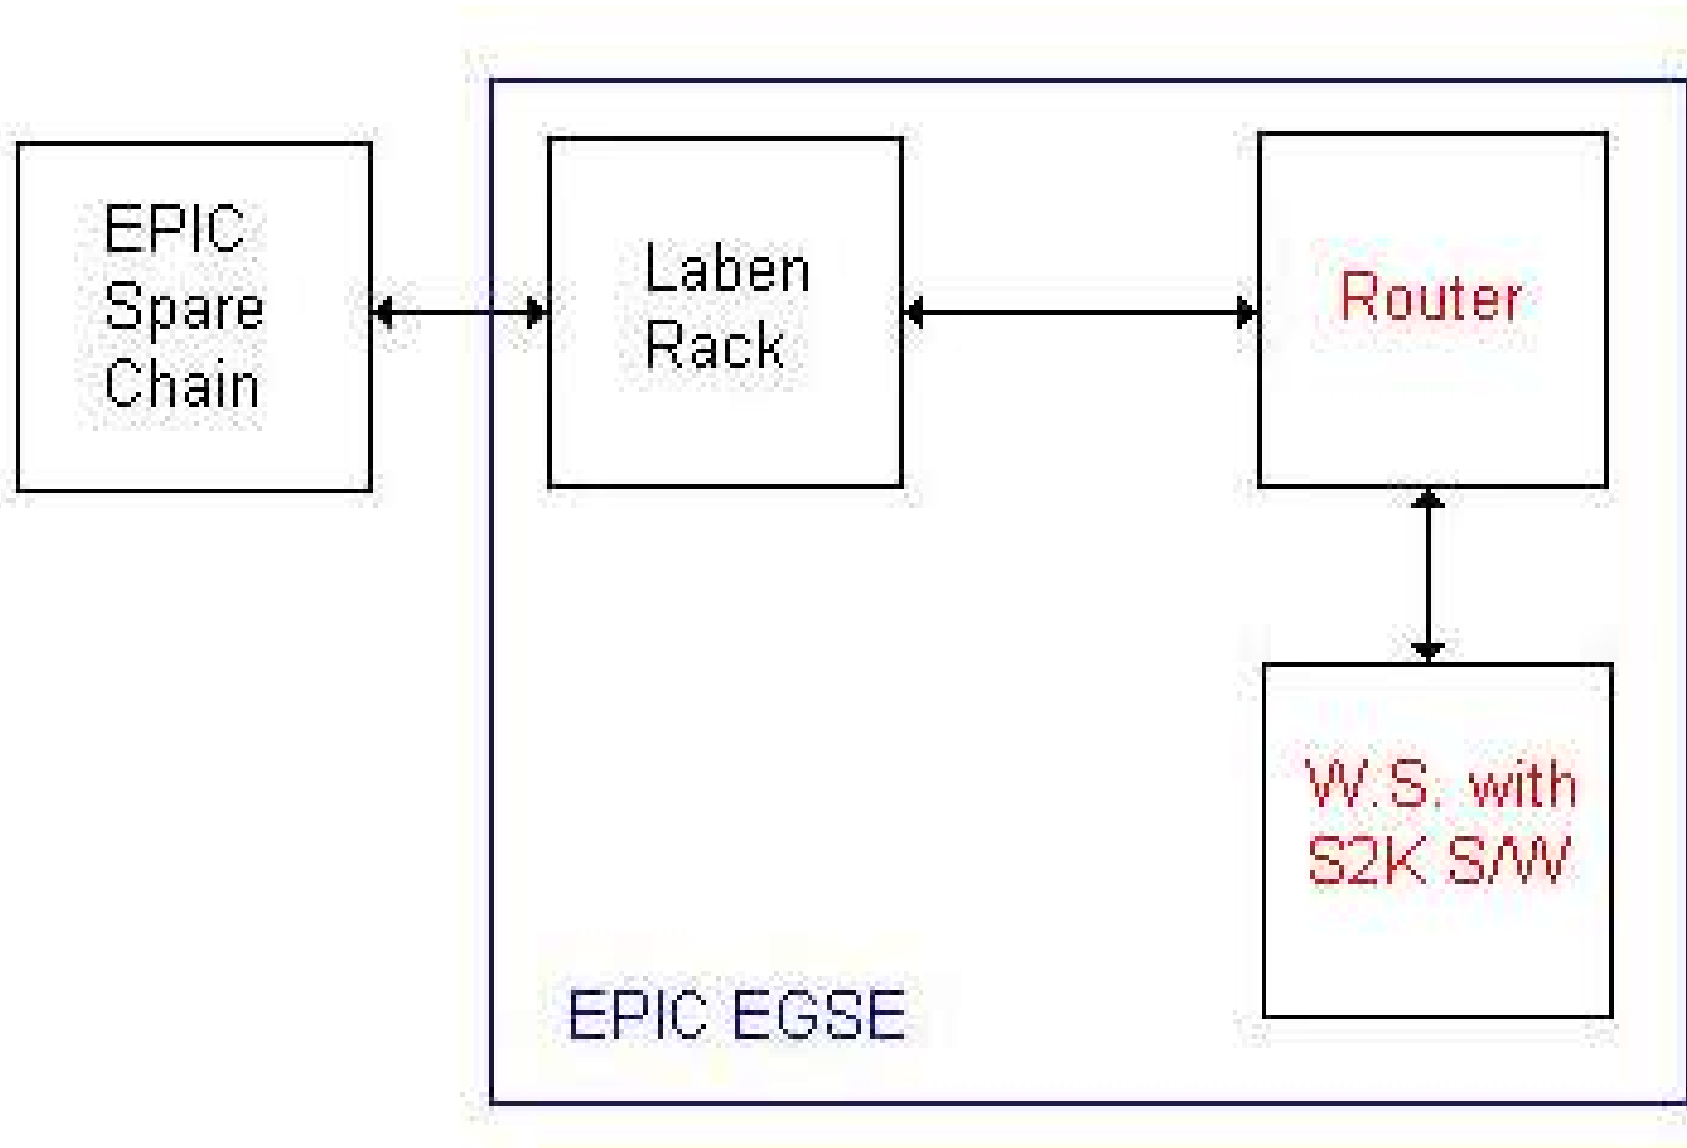 EPIC
Spare
Chain
Laben
Rack
Router
W.S. with
S2K S/W
EPIC EGSE